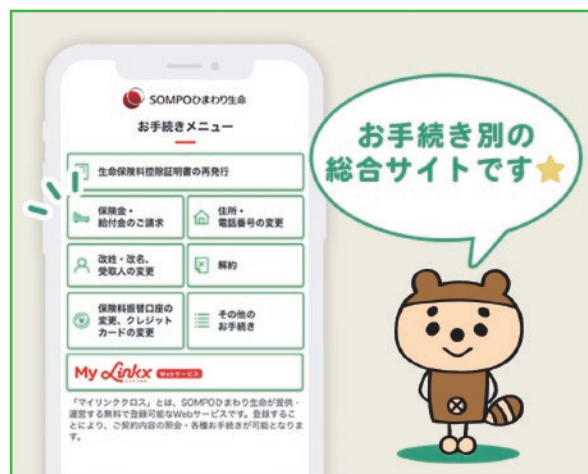 SOMPOひまわり生命
お手続きメニュー
生命保険料控除証明書の再発行
保険金・
給付金のご請求
住所・
電話番号の変更
改姓・改名、
受取人の変更
解約
保険料振替口座の
変更、クレジット
カードの変更
その他の
お手続き
My Linkx Webサービス
「マイリンククロス」とは、SOMPOひまわり生命が提供・
運営する無料で登録可能なWebサービスです。登録するこ
とにより、ご契約内容の照会・各種お手続きが可能となりま
す。
お手続き別の
総合サイトです